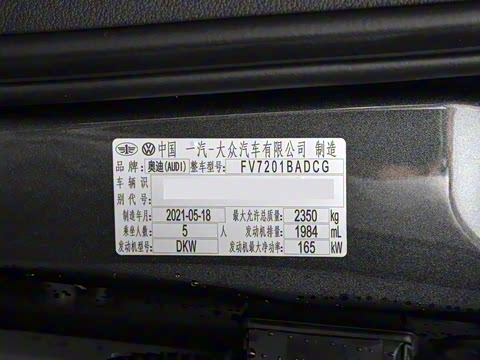 中国 一汽-大众汽车有限公司 制造
品牌: 奥迪(AUDI) 整车型号: FV7201BADCG
车辆识
别代号:
制造年月: 2021-05-18 最大允许总质量: 2350 kg
乘坐人数: 5 人 发动机排量: 1984 mL
发动机型号: DKW 发动机最大净功率: 165 kW